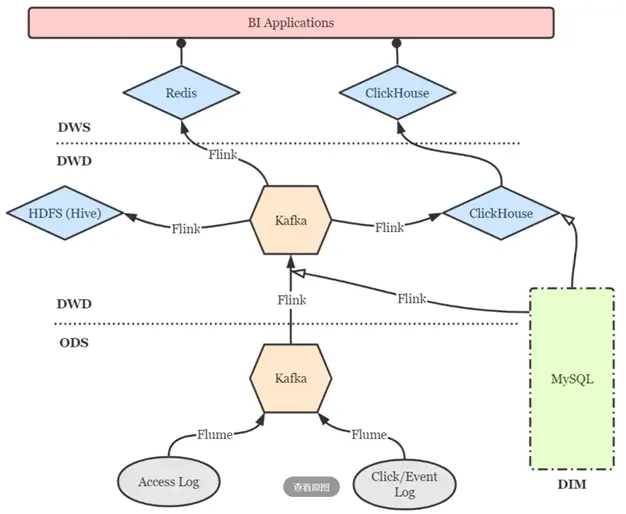 BI Applications
Redis
ClickHouse
DWS
Flink
DWD
HDFS (Hive)
Flink
Kafka
Flink
ClickHouse
DWD
Flink
Flink
ODS
Kafka
MySQL
Flume
Flume
Access Log
查看原图
Click/Event
Log
DIM